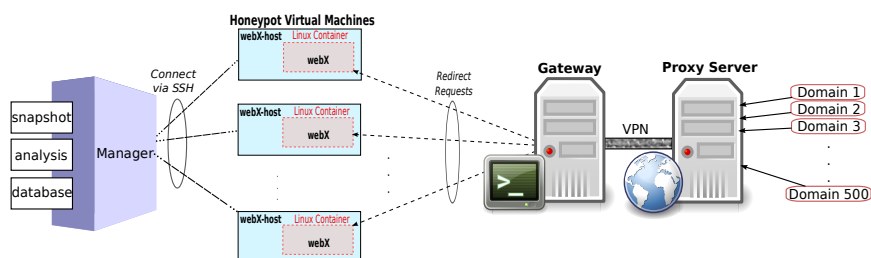 Honeypot Virtual Machines
Connect
via SSH
snapshot
analysis
database
Manager
webX-host
Linux Container
webX
webX-host
Linux Container
webX
webX-host
Linux Container
webX
Redirect
Requests
Gateway
>_
VPN
Proxy Server
Domain 1
Domain 2
Domain 3
Domain 500